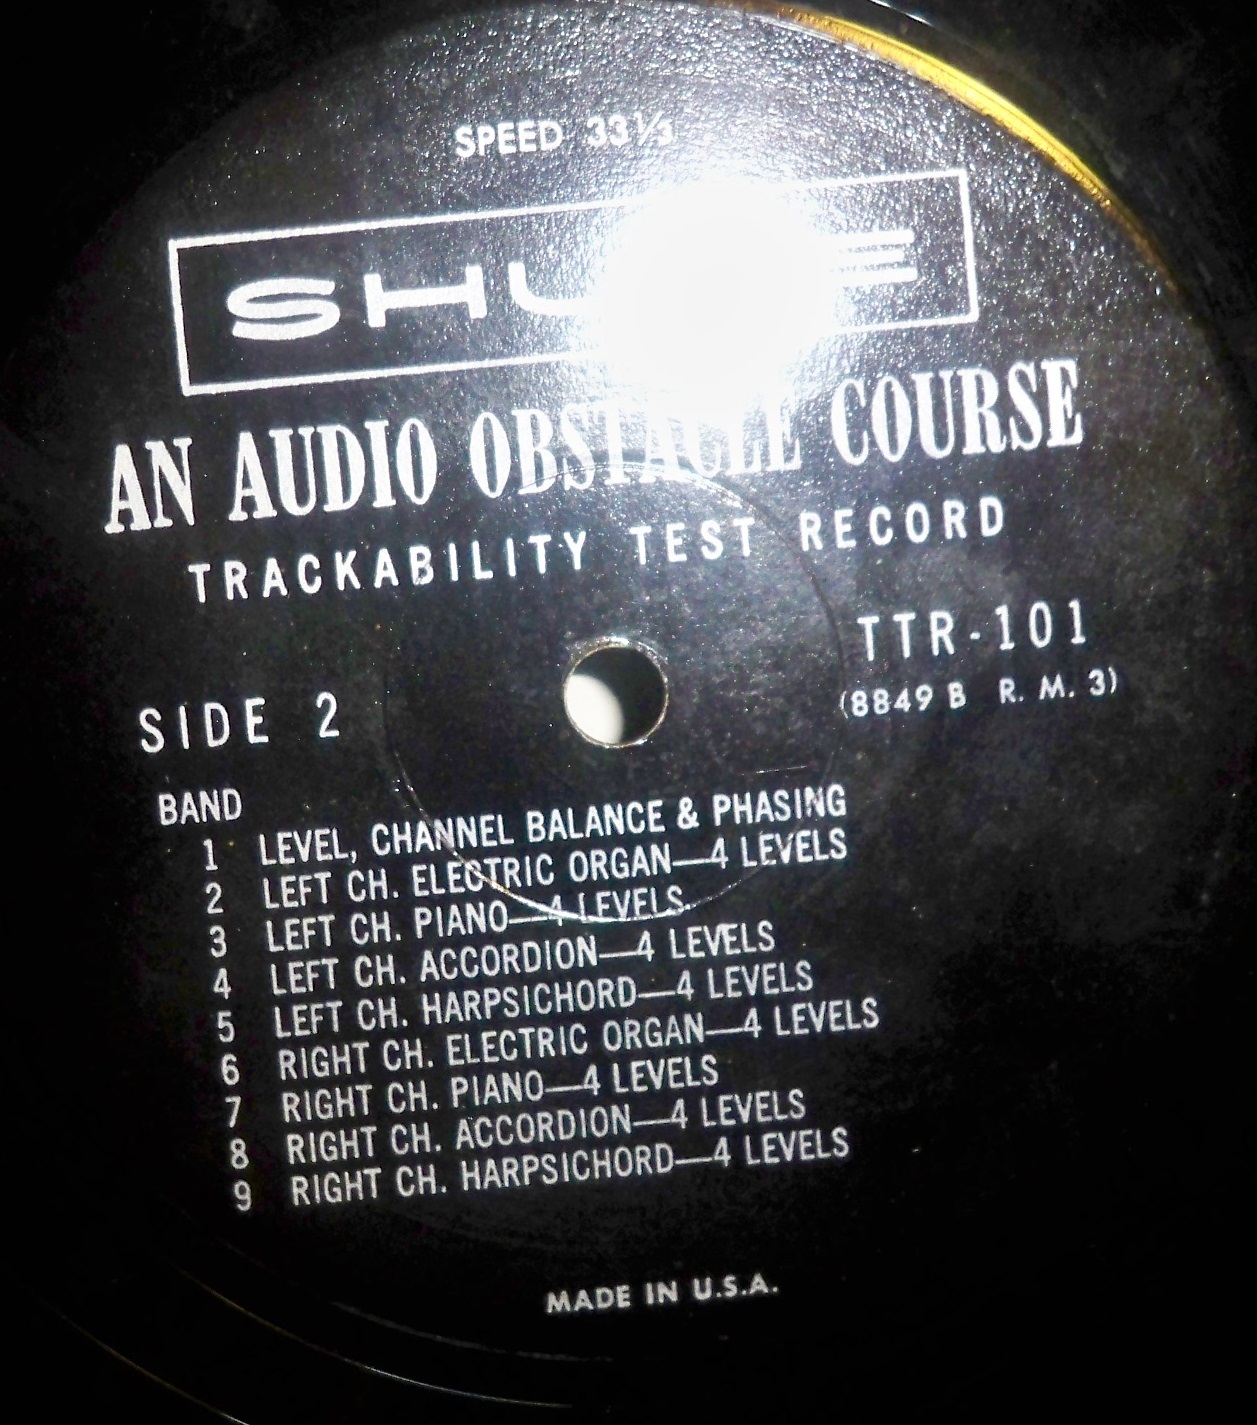 SPEED 33⅓
AN AUDIO OBSTACLE COURSE
TRACKABILITY TEST RECORD
TTR-101
(8849 B R. M. 3)
SIDE 2
BAND
1 LEVEL, CHANNEL BALANCE & PHASING
2 LEFT CH. ELECTRIC ORGAN—4 LEVELS
3 LEFT CH. PIANO—4 LEVELS
4 LEFT CH. ACCORDION—4 LEVELS
5 LEFT CH. HARPSICHORD—4 LEVELS
6 RIGHT CH. ELECTRIC ORGAN—4 LEVELS
7 RIGHT CH. PIANO—4 LEVELS
8 RIGHT CH. ACCORDION—4 LEVELS
9 RIGHT CH. HARPSICHORD—4 LEVELS
MADE IN U.S.A.